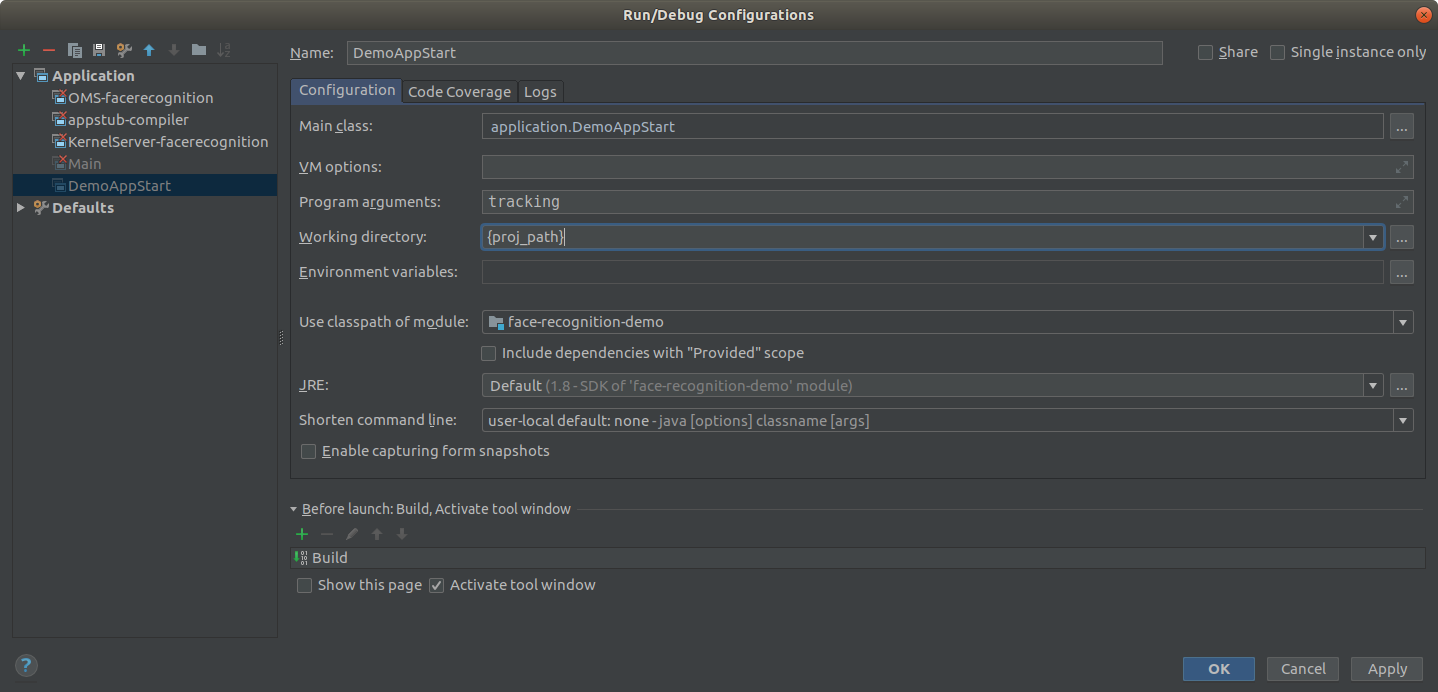 Run/Debug Configurations
Name: DemoAppStart Share Single instance only
Application
OMS-facerecognition
appstub-compiler
KernelServer-facerecognition
Main
DemoAppStart
Defaults
Configuration Code Coverage Logs
Main class: application.DemoAppStart ...
VM options:
Program arguments: tracking
Working directory: {proj_path} ...
Environment variables: ...
Use classpath of module: face-recognition-demo
Include dependencies with "Provided" scope
JRE: Default (1.8 - SDK of 'face-recognition-demo' module) ...
Shorten command line: user-local default: none - java [options] classname [args]
Enable capturing form snapshots
Before launch: Build, Activate tool window
Build
Show this page Activate tool window
? OK Cancel Apply